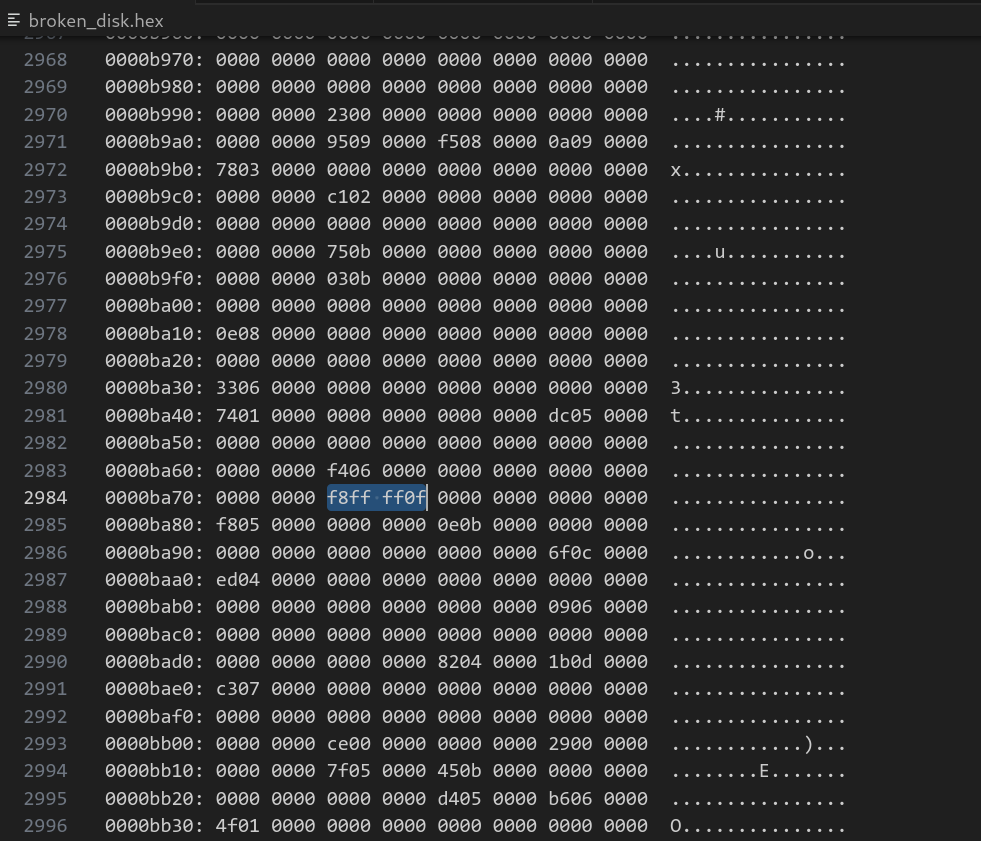 broken_disk.hex
2968 0000b970: 0000 0000 0000 0000 0000 0000 0000 0000 ................
2969 0000b980: 0000 0000 0000 0000 0000 0000 0000 0000 ................
2970 0000b990: 0000 0000 2300 0000 0000 0000 0000 0000 ....#...........
2971 0000b9a0: 0000 0000 9509 0000 f508 0000 0a09 0000 ................
2972 0000b9b0: 7803 0000 0000 0000 0000 0000 0000 0000 x...............
2973 0000b9c0: 0000 0000 c102 0000 0000 0000 0000 0000 ................
2974 0000b9d0: 0000 0000 0000 0000 0000 0000 0000 0000 ................
2975 0000b9e0: 0000 0000 750b 0000 0000 0000 0000 0000 ....u...........
2976 0000b9f0: 0000 0000 030b 0000 0000 0000 0000 0000 ................
2977 0000ba00: 0000 0000 0000 0000 0000 0000 0000 0000 ................
2978 0000ba10: 0e08 0000 0000 0000 0000 0000 0000 0000 ................
2979 0000ba20: 0000 0000 0000 0000 0000 0000 0000 0000 ................
2980 0000ba30: 3306 0000 0000 0000 0000 0000 0000 0000 3...............
2981 0000ba40: 7401 0000 0000 0000 0000 0000 dc05 0000 t...............
2982 0000ba50: 0000 0000 0000 0000 0000 0000 0000 0000 ................
2983 0000ba60: 0000 0000 f406 0000 0000 0000 0000 0000 ................
2984 0000ba70: 0000 0000 f8ff ff0f 0000 0000 0000 0000 ................
2985 0000ba80: f805 0000 0000 0000 0e0b 0000 0000 0000 ................
2986 0000ba90: 0000 0000 0000 0000 0000 0000 6f0c 0000 ............o...
2987 0000baa0: ed04 0000 0000 0000 0000 0000 0000 0000 ................
2988 0000bab0: 0000 0000 0000 0000 0000 0000 0906 0000 ................
2989 0000bac0: 0000 0000 0000 0000 0000 0000 0000 0000 ................
2990 0000bad0: 0000 0000 0000 0000 8204 0000 1b0d 0000 ................
2991 0000bae0: c307 0000 0000 0000 0000 0000 0000 0000 ................
2992 0000baf0: 0000 0000 0000 0000 0000 0000 0000 0000 ................
2993 0000bb00: 0000 0000 ce00 0000 0000 0000 2900 0000 ............)...
2994 0000bb10: 0000 0000 7f05 0000 450b 0000 0000 0000 ........E.......
2995 0000bb20: 0000 0000 0000 0000 d405 0000 b606 0000 ................
2996 0000bb30: 4f01 0000 0000 0000 0000 0000 0000 0000 O...............